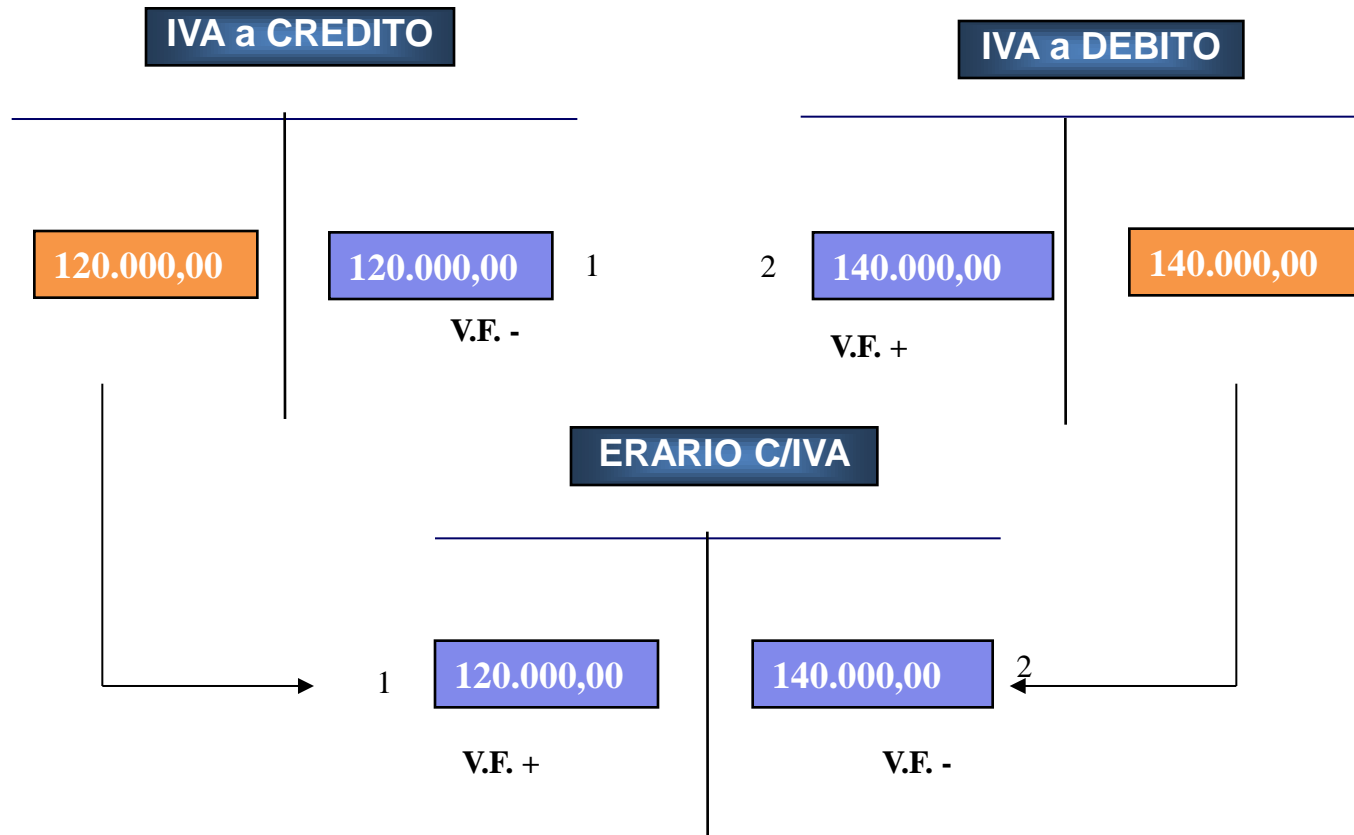 IVA a CREDITO
IVA a DEBITO
120.000,00
120.000,00 1
2 140.000,00
140.000,00
V.F. -
V.F. +
ERARIO C/IVA
1 120.000,00
140.000,00 2
V.F. +
V.F. -